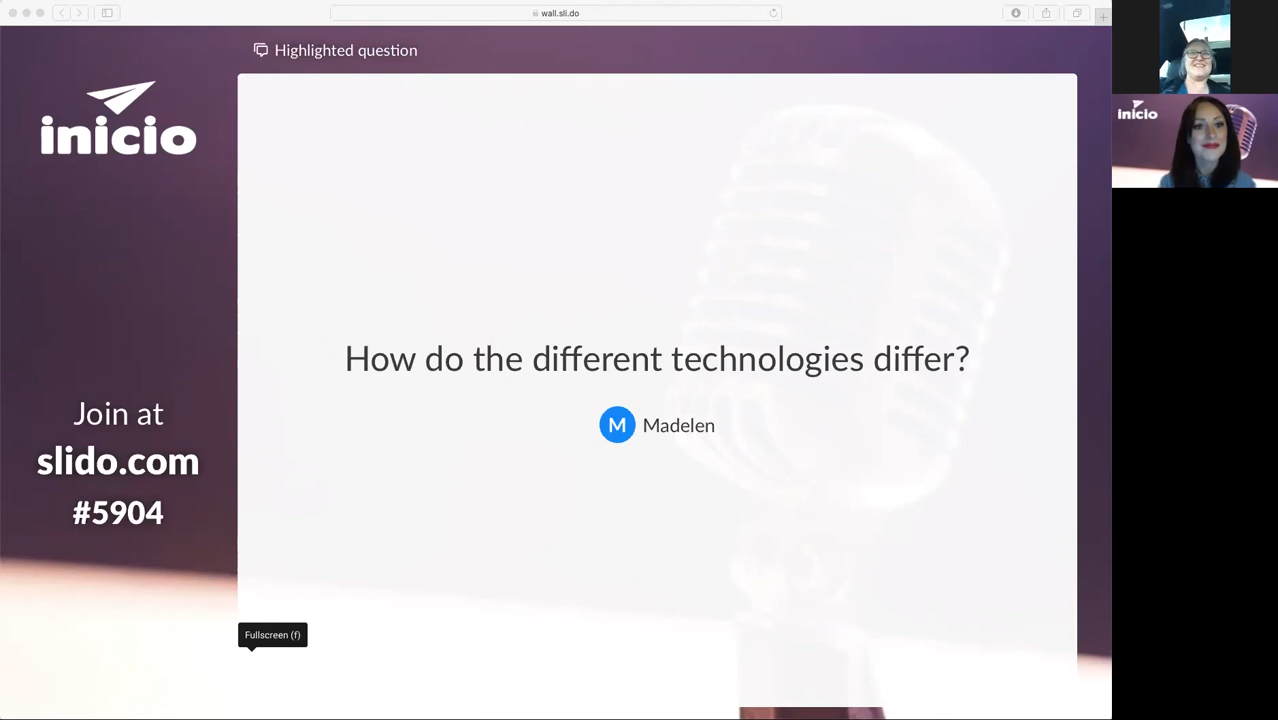 wall.sli.do
Highlighted question
inicio
How do the different technologies differ?
M Madelen
Join at
slido.com
#5904
Fullscreen (f)
inicio